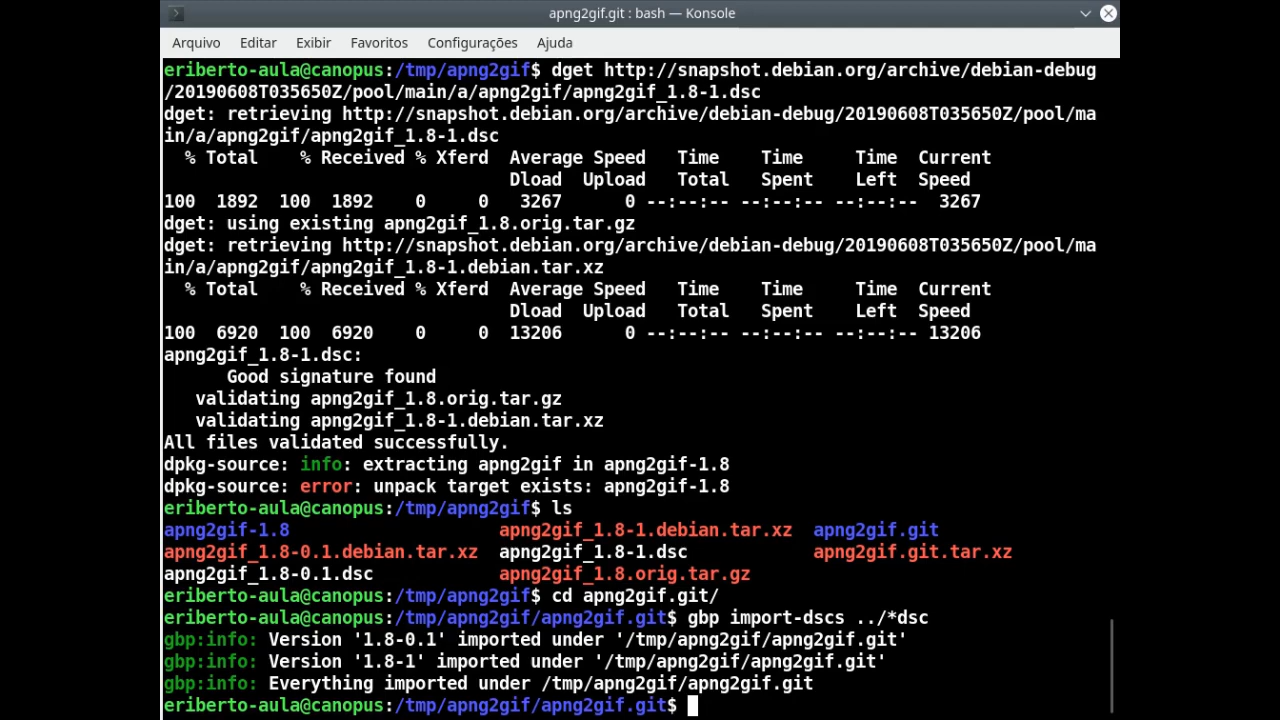 apng2gif.git : bash — Konsole
Arquivo Editar Exibir Favoritos Configurações Ajuda
eriberto-aula@canopus:/tmp/apng2gif$ dget http://snapshot.debian.org/archive/debian-debug
/20190608T035650Z/pool/main/a/apng2gif/apng2gif_1.8-1.dsc
dget: retrieving http://snapshot.debian.org/archive/debian-debug/20190608T035650Z/pool/ma
in/a/apng2gif/apng2gif_1.8-1.dsc
  % Total    % Received % Xferd  Average Speed   Time    Time     Time  Current
                                 Dload  Upload   Total   Spent    Left  Speed
100  1892  100  1892    0     0   3267      0 --:--:-- --:--:-- --:--:--  3267
dget: using existing apng2gif_1.8.orig.tar.gz
dget: retrieving http://snapshot.debian.org/archive/debian-debug/20190608T035650Z/pool/ma
in/a/apng2gif/apng2gif_1.8-1.debian.tar.xz
  % Total    % Received % Xferd  Average Speed   Time    Time     Time  Current
                                 Dload  Upload   Total   Spent    Left  Speed
100  6920  100  6920    0     0  13206      0 --:--:-- --:--:-- --:--:-- 13206
apng2gif_1.8-1.dsc:
      Good signature found
   validating apng2gif_1.8.orig.tar.gz
   validating apng2gif_1.8-1.debian.tar.xz
All files validated successfully.
dpkg-source: info: extracting apng2gif in apng2gif-1.8
dpkg-source: error: unpack target exists: apng2gif-1.8
eriberto-aula@canopus:/tmp/apng2gif$ ls
apng2gif-1.8                    apng2gif_1.8-1.debian.tar.xz  apng2gif.git
apng2gif_1.8-0.1.debian.tar.xz  apng2gif_1.8-1.dsc            apng2gif.git.tar.xz
apng2gif_1.8-0.1.dsc            apng2gif_1.8.orig.tar.gz
eriberto-aula@canopus:/tmp/apng2gif$ cd apng2gif.git/
eriberto-aula@canopus:/tmp/apng2gif/apng2gif.git$ gbp import-dscs ../*dsc
gbp:info: Version '1.8-0.1' imported under '/tmp/apng2gif/apng2gif.git'
gbp:info: Version '1.8-1' imported under '/tmp/apng2gif/apng2gif.git'
gbp:info: Everything imported under /tmp/apng2gif/apng2gif.git
eriberto-aula@canopus:/tmp/apng2gif/apng2gif.git$